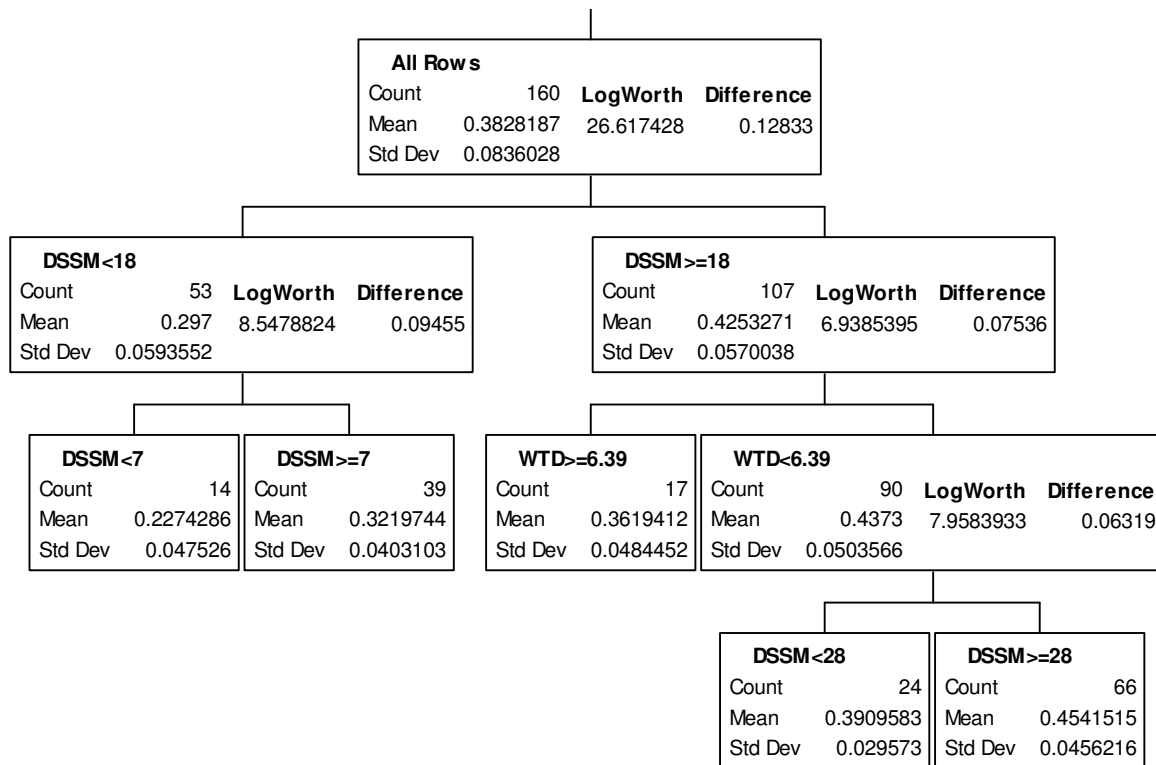 All Rows
Count 160 LogWorth Difference
Mean 0.3828187 26.617428 0.12833
Std Dev 0.0836028
DSSM<18
Count 53 LogWorth Difference
Mean 0.297 8.5478824 0.09455
Std Dev 0.0593552
DSSM>=18
Count 107 LogWorth Difference
Mean 0.4253271 6.9385395 0.07536
Std Dev 0.0570038
DSSM<7
Count 14
Mean 0.2274286
Std Dev 0.047526
DSSM>=7
Count 39
Mean 0.3219744
Std Dev 0.0403103
WTD>=6.39
Count 17
Mean 0.3619412
Std Dev 0.0484452
WTD<6.39
Count 90 LogWorth Difference
Mean 0.4373 7.9583933 0.06319
Std Dev 0.0503566
DSSM<28
Count 24
Mean 0.3909583
Std Dev 0.029573
DSSM>=28
Count 66
Mean 0.4541515
Std Dev 0.0456216